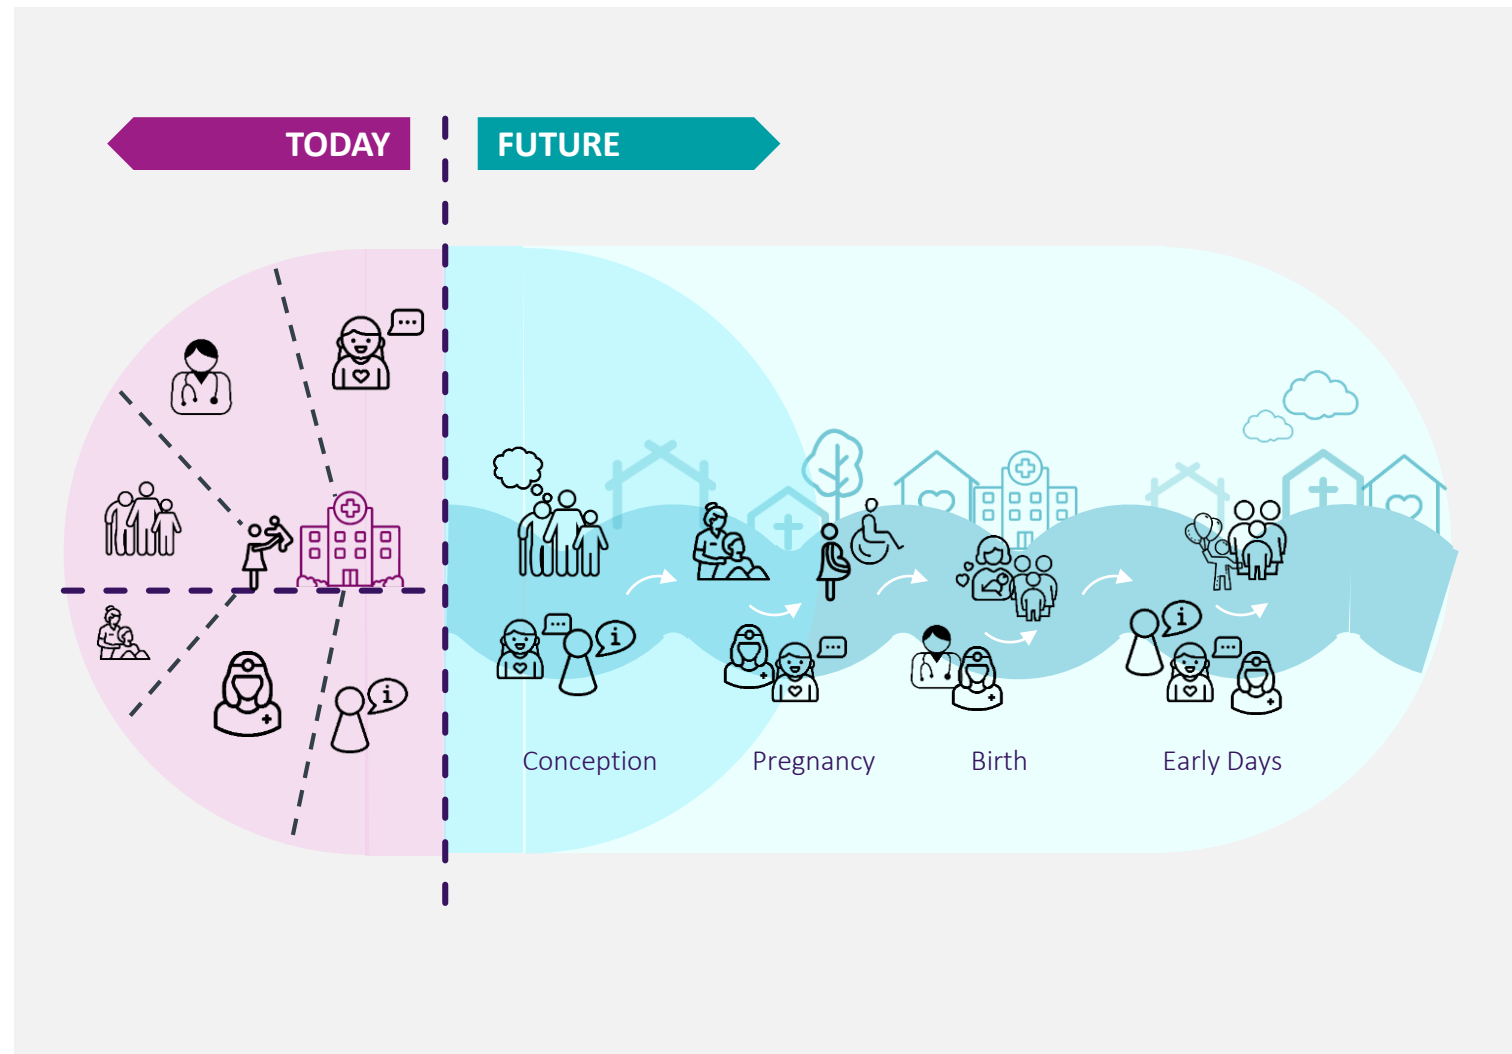 TODAY
FUTURE
i
i
i
Conception
Pregnancy
Birth
Early Days